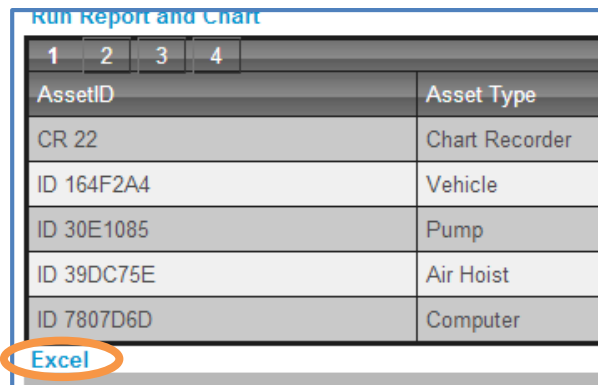 Run Report and Chart
1 2 3 4
AssetID Asset Type
CR 22 Chart Recorder
ID 164F2A4 Vehicle
ID 30E1085 Pump
ID 39DC75E Air Hoist
ID 7807D6D Computer
Excel